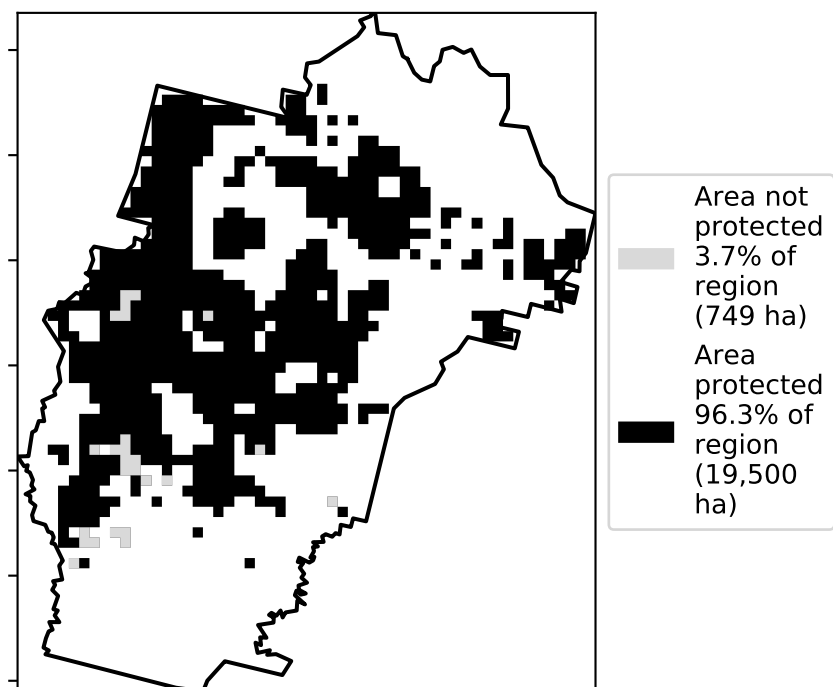 Area not
protected
3.7% of
region
(749 ha)
Area
protected
96.3% of
region
(19,500
ha)